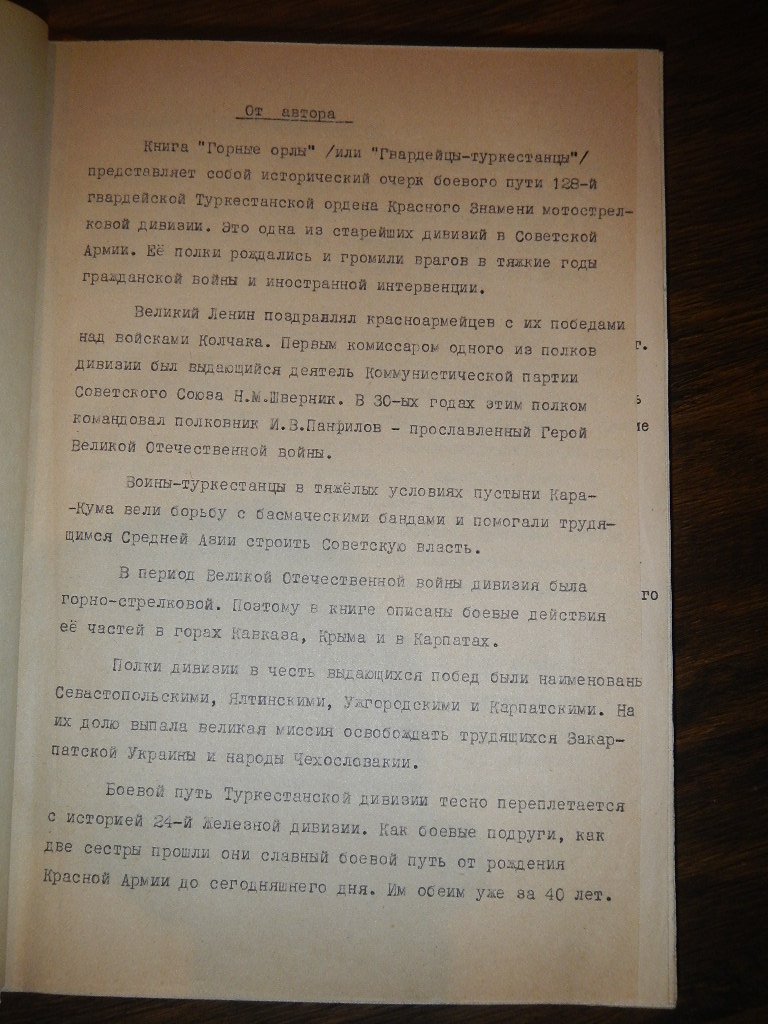 От автора
Книга "Горные орлы" /или "Гвардейцы-туркестанцы"/
представляет собой исторический очерк боевого пути 128-й
гвардейской Туркестанской ордена Красного Знамени мотострел-
ковой дивизии. Это одна из старейших дивизий в Советской
Армии. Её полки рождались и громили врагов в тяжкие годы
гражданской войны и иностранной интервенции.
Великий Ленин поздравлял красноармейцев с их победами
над войсками Колчака. Первым комиссаром одного из полков
г.
дивизии был выдающийся деятель Коммунистической партии
Советского Союза Н.М.Шверник. В 30-ых годах этим полком
ь
командовал полковник И.В.Панфилов - прославленный Герой
ие
Великой Отечественной войны.
Воины-туркестанцы в тяжёлых условиях пустыни Кара-
-Кума вели борьбу с басмаческими бандами и помогали трудя-
щимся Средней Азии строить Советскую власть.
В период Великой Отечественной войны дивизия была
горно-стрелковой. Поэтому в книге описаны боевые действия
го
её частей в горах Кавказа, Крыма и в Карпатах.
Полки дивизии в честь выдающихся побед были наименованы
Севастопольскими, Ялтинскими, Ужгородскими и Карпатскими. На
их долю выпала великая миссия освобождать трудящихся Закар-
патской Украины и народы Чехословакии.
Боевой путь Туркестанской дивизии тесно переплетается
с историей 24-й Железной дивизии. Как боевые подруги, как
две сестры прошли они славный боевой путь от рождения
Красной Армии до сегодняшнего дня. Им обеим уже за 40 лет.